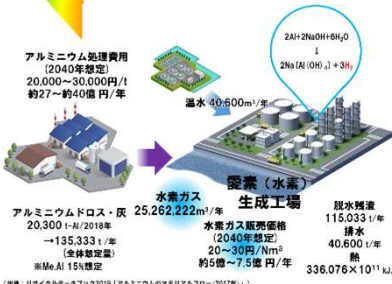 アルミニウム処理費用
(2040年想定)
20,000～30,000円/t
約27～約40億 円/年
2Al+2NaOH+6H₂O
↓
2Na[Al(OH)₄]+3H₂
温水 40,600m³/年
アルミニウムドロス・灰
20,300 t-Al/2018年
→135,333 t/年
(全体想定量)
※Me.Al 15%想定
水素ガス
25,262,222m³/年
愛素（水素）
生成工場
水素ガス販売価格
(2040年想定)
20～30円/Nm³
約5億～7.5億 円/年
脱水残渣
115,033 t/年
排水
40,600 t/年
熱
336,076×10¹¹ kJ/